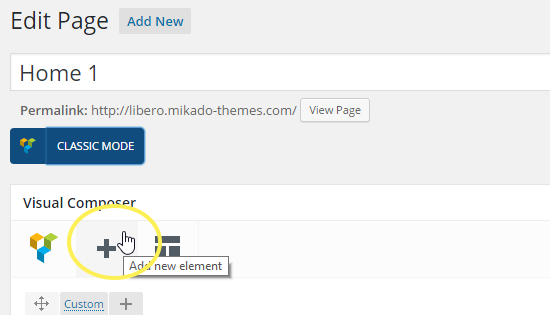 Edit Page Add New
Home 1
Permalink: http://libero.mikado-themes.com/ View Page
CLASSIC MODE
Visual Composer
Add new element
Custom